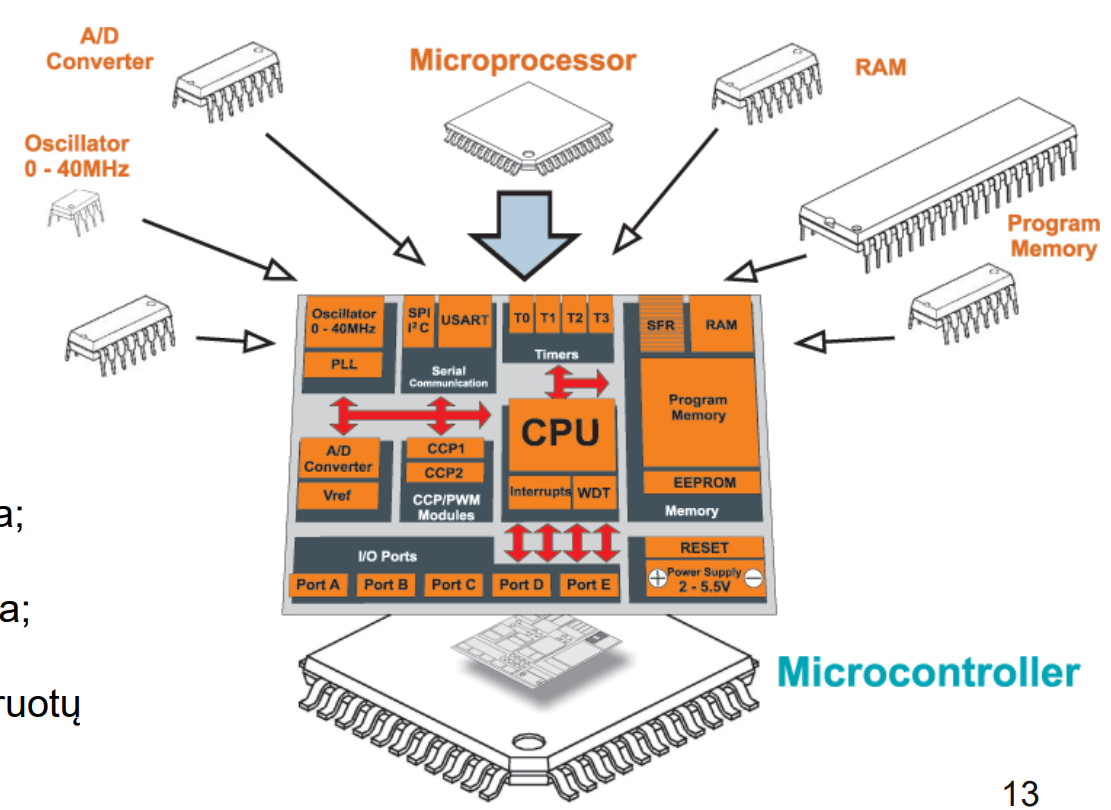 A/D
Converter
Microprocessor
RAM
Oscillator
0 - 40MHz
Program
Memory
Oscillator
0 - 40MHz
PLL
SPI
I²C
USART
Serial
Communication
T0
T1
T2
T3
Timers
SFR
RAM
Program
Memory
EEPROM
Memory
A/D
Converter
Vref
CCP1
CCP2
CCP/PWM
Modules
CPU
Interrupts
WDT
I/O Ports
Port A
Port B
Port C
Port D
Port E
RESET
+ Power Supply −
2 - 5.5V
a;
a;
ruotų
Microcontroller
13